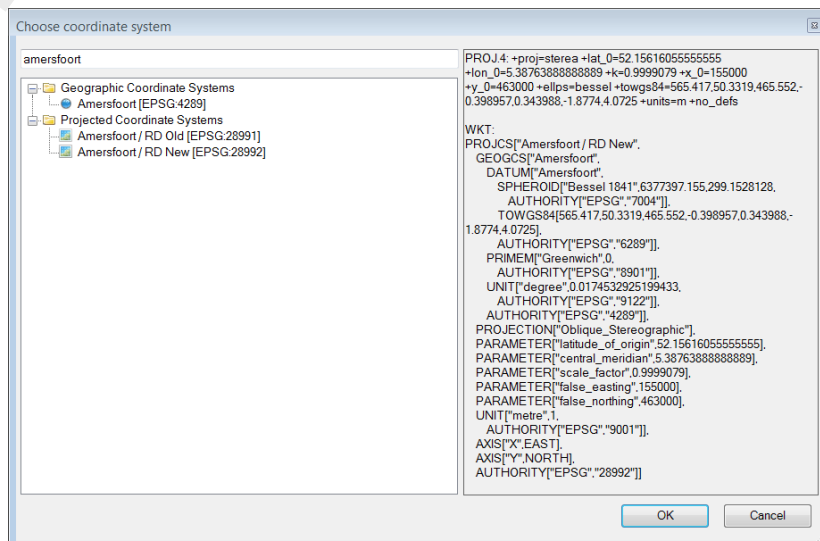 Choose coordinate system
amersfoort
Geographic Coordinate Systems
Amersfoort [EPSG:4289]
Projected Coordinate Systems
Amersfoort / RD Old [EPSG:28991]
Amersfoort / RD New [EPSG:28992]
PROJ.4: +proj=sterea +lat_0=52.15616055555555
+lon_0=5.38763888888889 +k=0.9999079 +x_0=155000
+y_0=463000 +ellps=bessel +towgs84=565.417,50.3319,465.552,-
0.398957,0.343988,-1.8774,4.0725 +units=m +no_defs
WKT:
PROJCS["Amersfoort / RD New",
GEOGCS["Amersfoort",
DATUM["Amersfoort",
SPHEROID["Bessel 1841",6377397.155,299.1528128,
AUTHORITY["EPSG","7004"]],
TOWGS84[565.417,50.3319,465.552,-0.398957,0.343988,-
1.8774,4.0725],
AUTHORITY["EPSG","6289"]],
PRIMEM["Greenwich",0,
AUTHORITY["EPSG","8901"]],
UNIT["degree",0.0174532925199433,
AUTHORITY["EPSG","9122"]],
AUTHORITY["EPSG","4289"]],
PROJECTION["Oblique_Stereographic"],
PARAMETER["latitude_of_origin",52.15616055555555],
PARAMETER["central_meridian",5.38763888888889],
PARAMETER["scale_factor",0.9999079],
PARAMETER["false_easting",155000],
PARAMETER["false_northing",463000],
UNIT["metre",1,
AUTHORITY["EPSG","9001"]],
AXIS["X",EAST],
AXIS["Y",NORTH],
AUTHORITY["EPSG","28992"]]
OK
Cancel